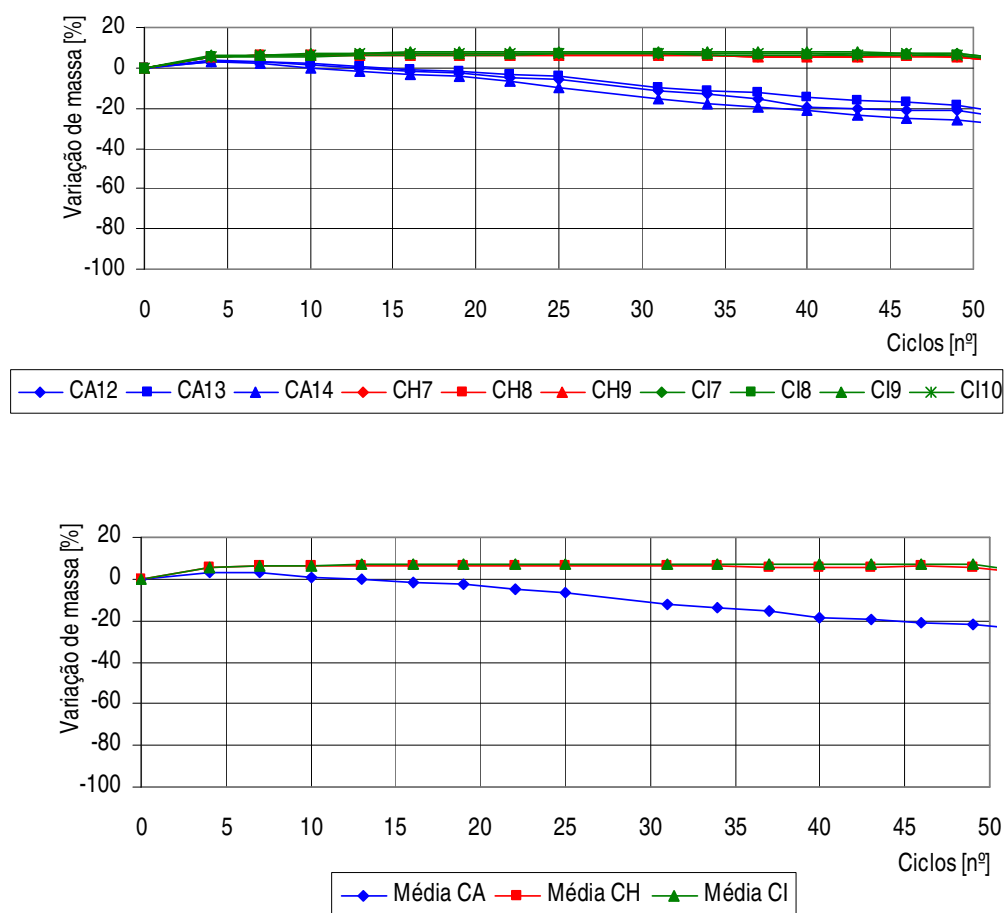 Variação de massa [%]
20
0
-20
-40
-60
-80
-100
0 5 10 15 20 25 30 35 40 45 50
Ciclos [nº]
CA12 CA13 CA14 CH7 CH8 CH9 CI7 CI8 CI9 CI10
Variação de massa [%]
20
0
-20
-40
-60
-80
-100
0 5 10 15 20 25 30 35 40 45 50
Ciclos [nº]
Média CA Média CH Média CI